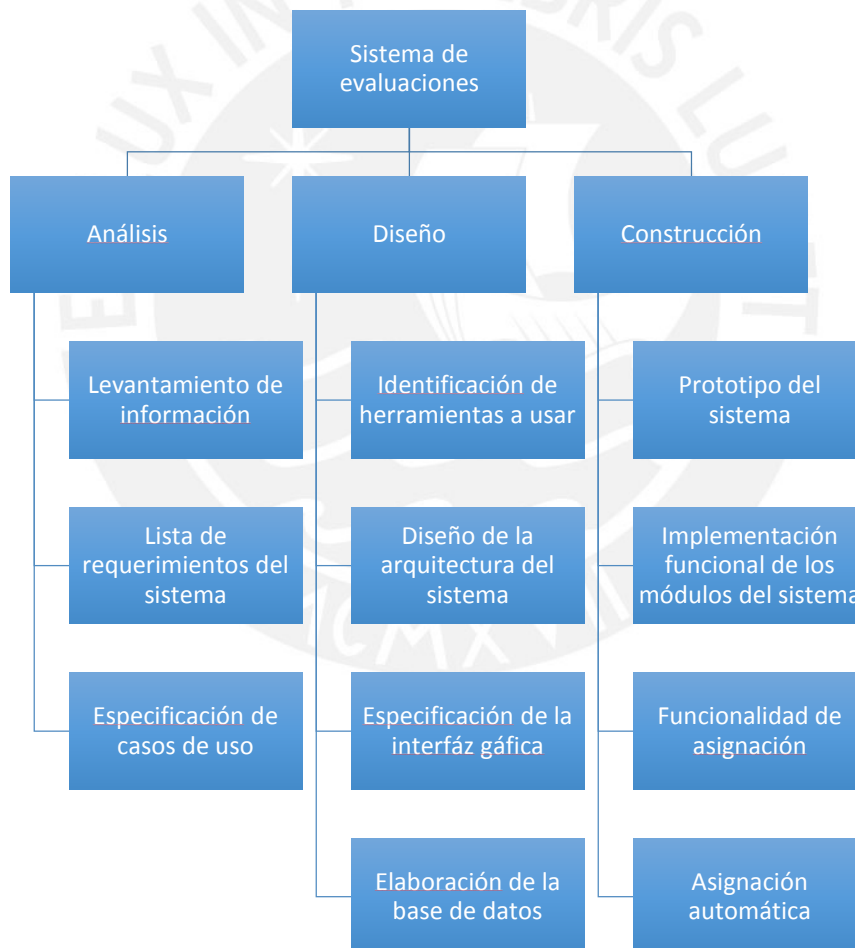 Sistema de
evaluaciones
Análisis
Diseño
Construcción
Levantamiento de
información
Identificación de
herramientas a usar
Prototipo del
sistema
Lista de
requerimientos del
sistema
Diseño de la
arquitectura del
sistema
Implementación
funcional de los
módulos del sistema
Especificación de
casos de uso
Especificación de la
interfáz gáfica
Funcionalidad de
asignación
Elaboración de la
base de datos
Asignación
automática